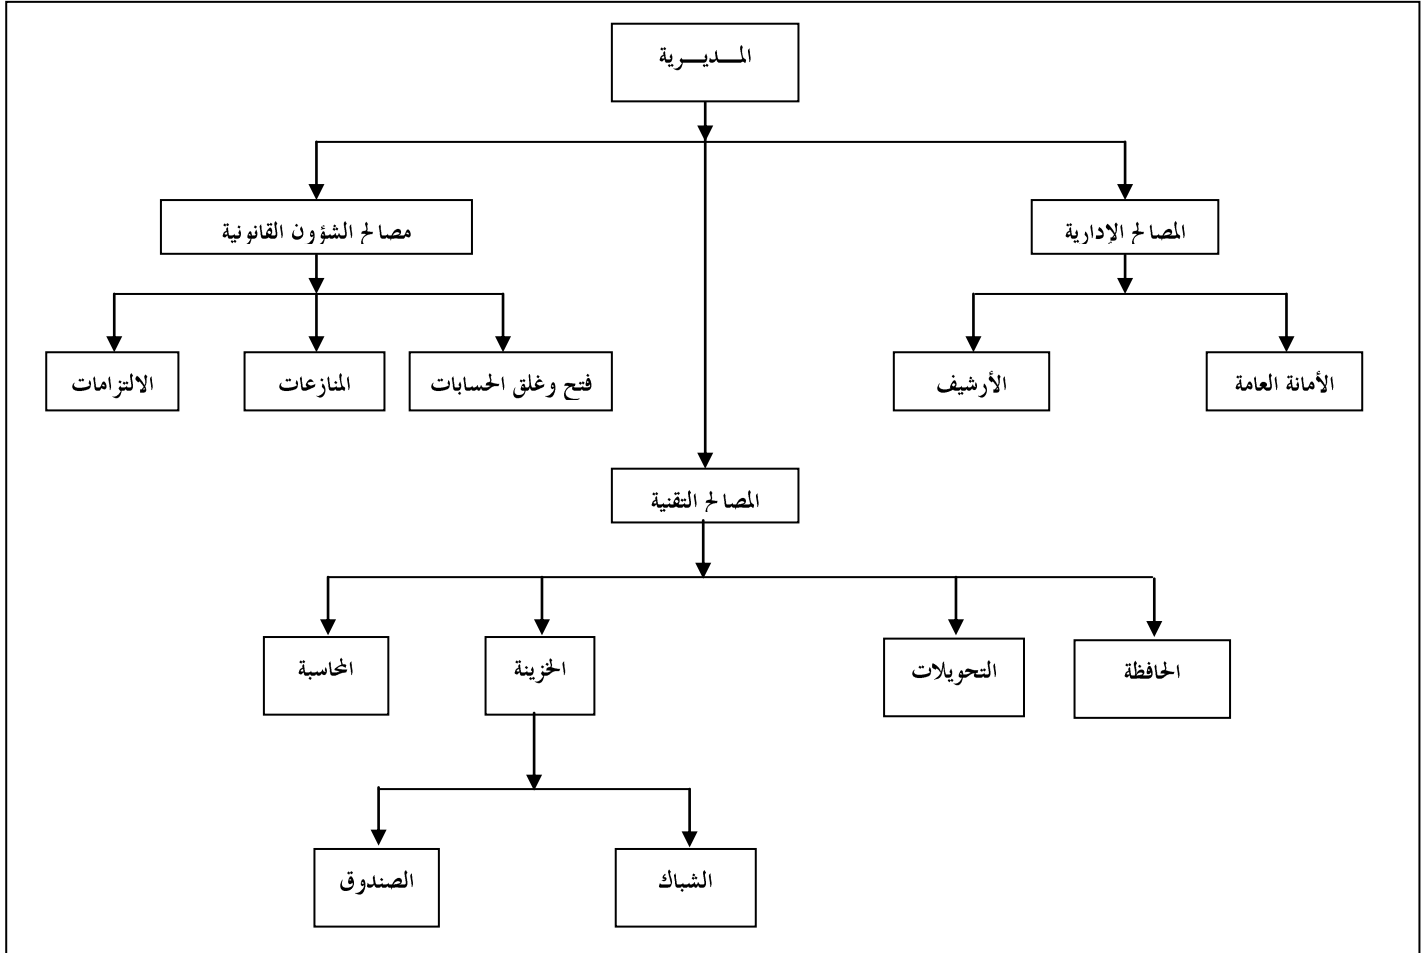 المـــديـــرية
المصالح الإدارية
مصالح الشؤون القانونية
الأمانة العامة
الأرشيف
فتح وغلق الحسابات
المنازعات
الالتزامات
المصالح التقنية
الحافظة
التحويلات
الخزينة
المحاسبة
الشباك
الصندوق